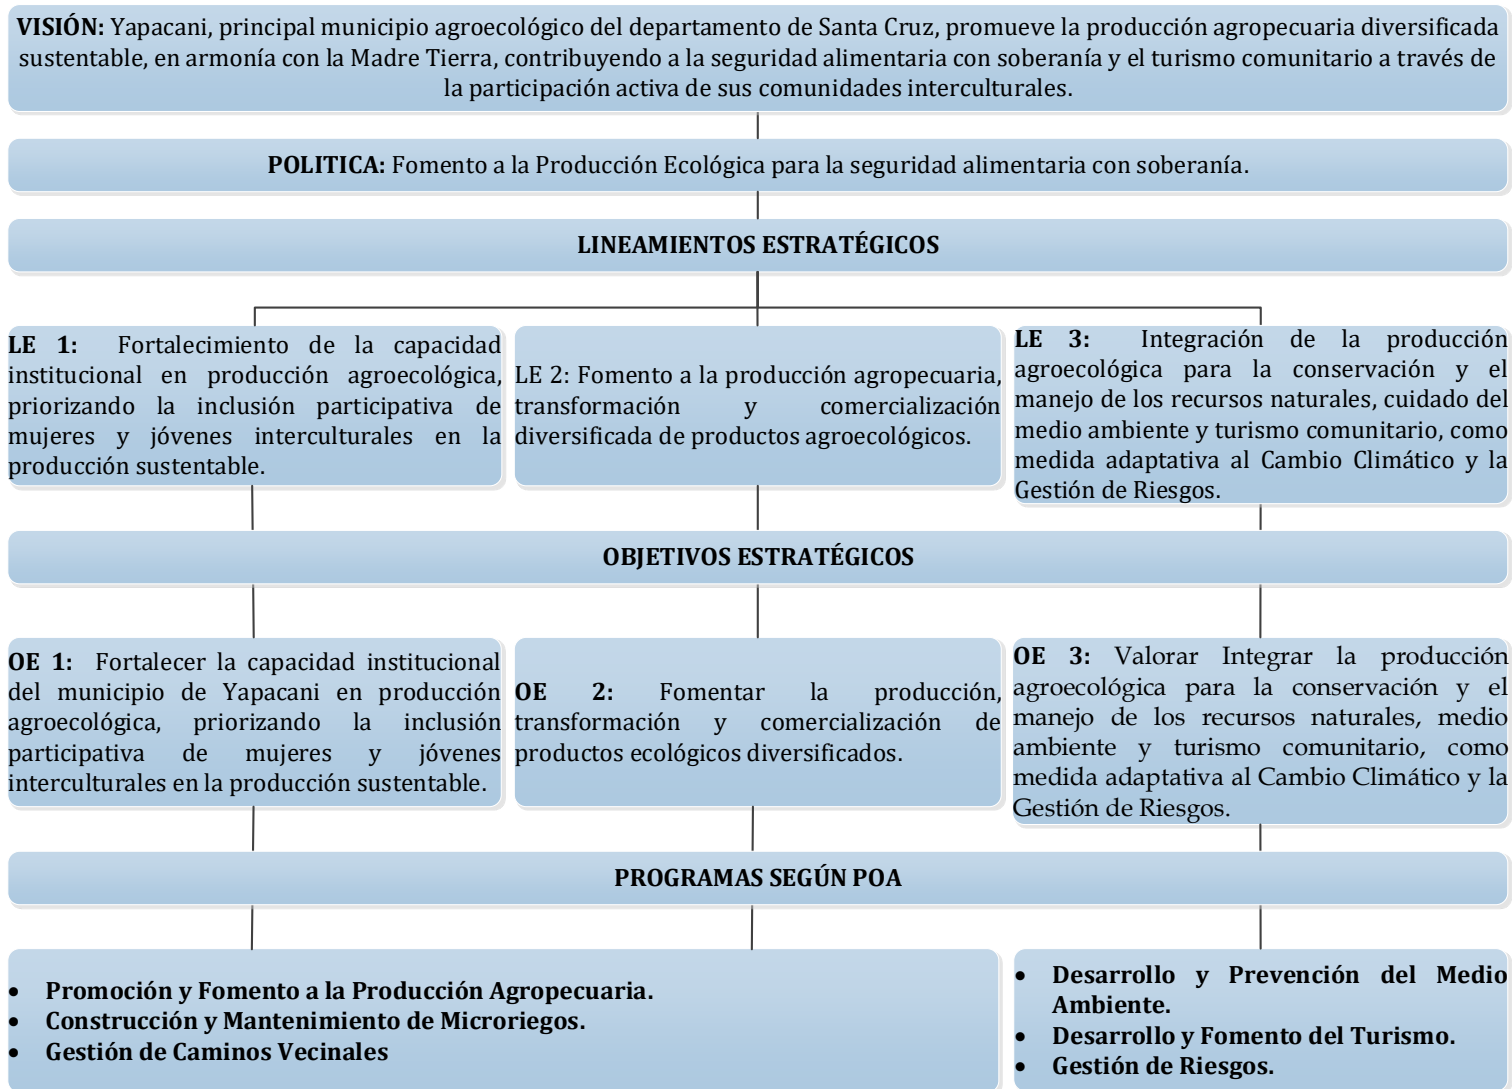 VISIÓN: Yapacani, principal municipio agroecológico del departamento de Santa Cruz, promueve la producción agropecuaria diversificada
sustentable, en armonía con la Madre Tierra, contribuyendo a la seguridad alimentaria con soberanía y el turismo comunitario a través de
la participación activa de sus comunidades interculturales.
POLITICA: Fomento a la Producción Ecológica para la seguridad alimentaria con soberanía.
LINEAMIENTOS ESTRATÉGICOS
LE 1: Fortalecimiento de la capacidad
institucional en producción agroecológica,
priorizando la inclusión participativa de
mujeres y jóvenes interculturales en la
producción sustentable.
LE 2: Fomento a la producción agropecuaria,
transformación y comercialización
diversificada de productos agroecológicos.
LE 3: Integración de la producción
agroecológica para la conservación y el
manejo de los recursos naturales, cuidado del
medio ambiente y turismo comunitario, como
medida adaptativa al Cambio Climático y la
Gestión de Riesgos.
OBJETIVOS ESTRATÉGICOS
OE 1: Fortalecer la capacidad institucional
del municipio de Yapacani en producción
agroecológica, priorizando la inclusión
participativa de mujeres y jóvenes
interculturales en la producción sustentable.
OE 2: Fomentar la producción,
transformación y comercialización de
productos ecológicos diversificados.
OE 3: Valorar Integrar la producción
agroecológica para la conservación y el
manejo de los recursos naturales, medio
ambiente y turismo comunitario, como
medida adaptativa al Cambio Climático y la
Gestión de Riesgos.
PROGRAMAS SEGÚN POA
• Promoción y Fomento a la Producción Agropecuaria.
• Construcción y Mantenimiento de Microriegos.
• Gestión de Caminos Vecinales
• Desarrollo y Prevención del Medio
Ambiente.
• Desarrollo y Fomento del Turismo.
• Gestión de Riesgos.